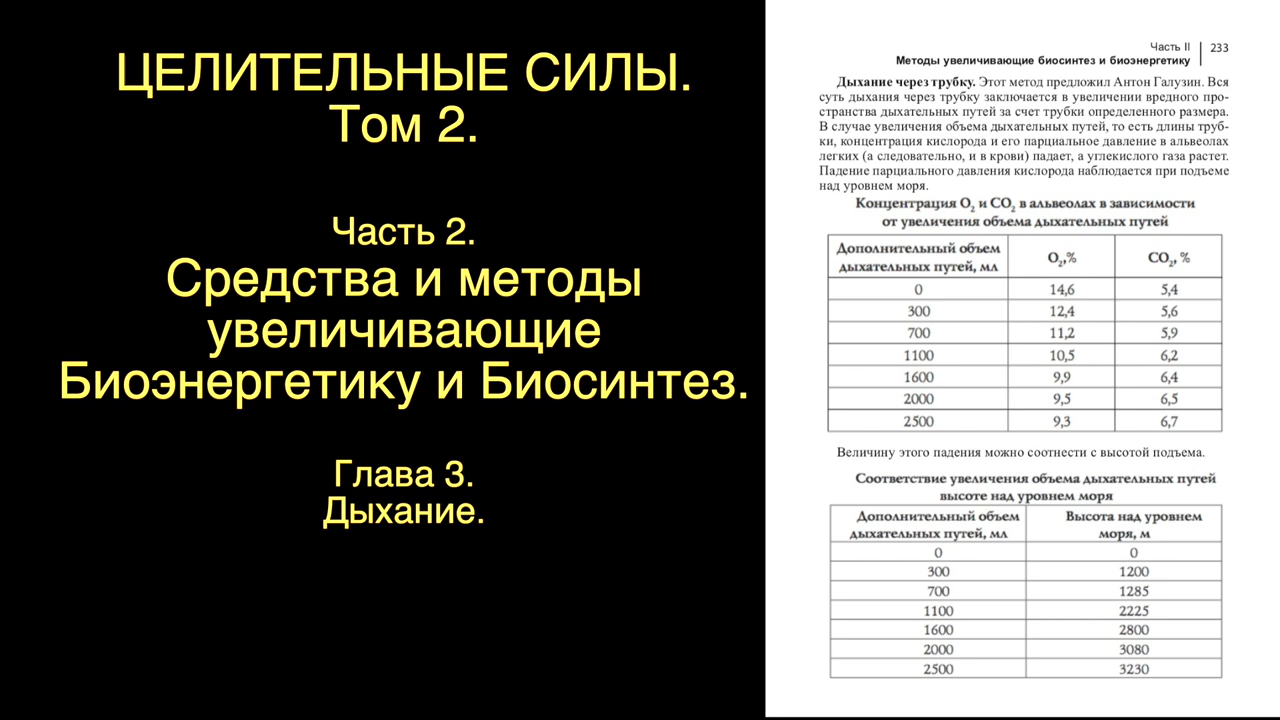 ЦЕЛИТЕЛЬНЫЕ СИЛЫ.
Том 2.
Часть 2.
Средства и методы
увеличивающие
Биоэнергетику и Биосинтез.
Глава 3.
Дыхание.
Часть II 233
Методы увеличивающие биосинтез и биоэнергетику
Дыхание через трубку. Этот метод предложил Антон Галузин. Вся
суть дыхания через трубку заключается в увеличении вредного про-
странства дыхательных путей за счет трубки определенного размера.
В случае увеличения объема дыхательных путей, то есть длины труб-
ки, концентрация кислорода и его парциальное давление в альвеолах
легких (а следовательно, и в крови) падает, а углекислого газа растет.
Падение парциального давления кислорода наблюдается при подъеме
над уровнем моря.
Концентрация O₂ и CO₂ в альвеолах в зависимости
от увеличения объема дыхательных путей
Дополнительный объем
дыхательных путей, мл O₂,% CO₂, %
0 14,6 5,4
300 12,4 5,6
700 11,2 5,9
1100 10,5 6,2
1600 9,9 6,4
2000 9,5 6,5
2500 9,3 6,7
Величину этого падения можно соотнести с высотой подъема.
Соответствие увеличения объема дыхательных путей
высоте над уровнем моря
Дополнительный объем Высота над уровнем
дыхательных путей, мл моря, м
0 0
300 1200
700 1285
1100 2225
1600 2800
2000 3080
2500 3230